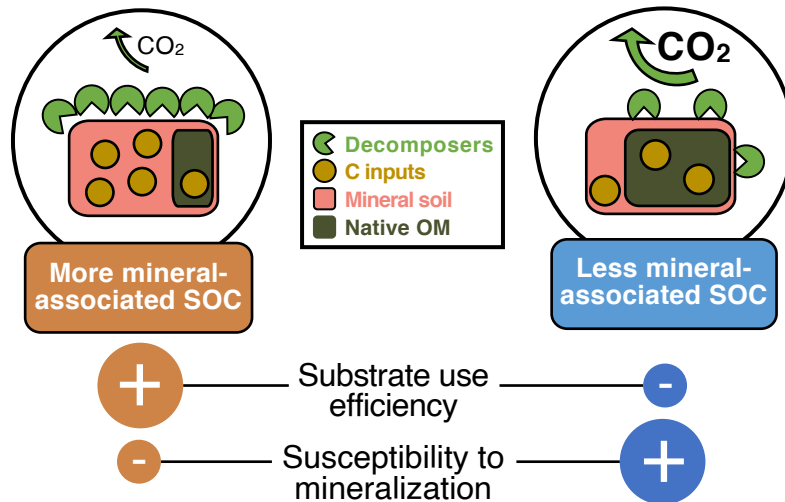 CO₂
CO₂
Decomposers
C inputs
Mineral soil
Native OM
More mineral-
associated SOC
Less mineral-
associated SOC
+
Substrate use
efficiency
-
-
Susceptibility to
mineralization
+